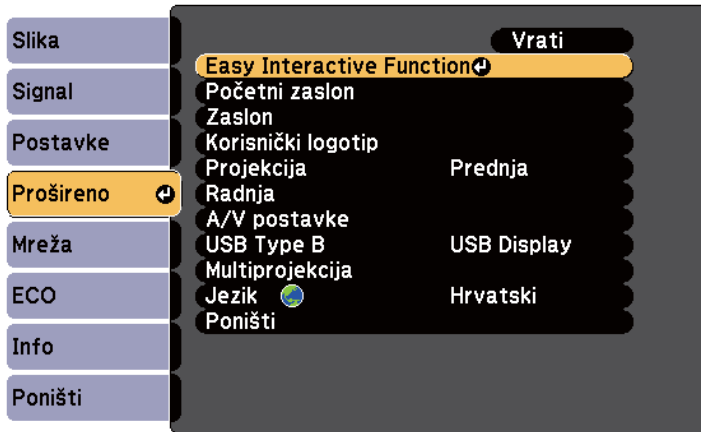 Slika
Signal
Postavke
Prošireno
Mreža
ECO
Info
Poništi
Vrati
Easy Interactive Function
Početni zaslon
Zaslon
Korisnički logotip
Projekcija Prednja
Radnja
A/V postavke
USB Type B USB Display
Multiprojekcija
Jezik Hrvatski
Poništi